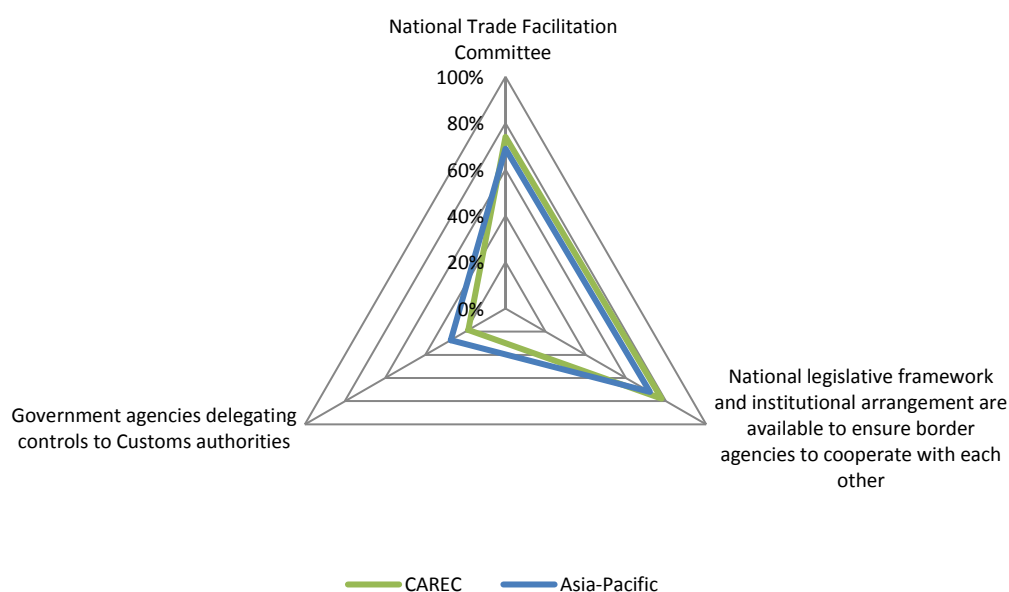 National Trade Facilitation
Committee
100%
80%
60%
40%
20%
0%
National legislative framework
and institutional arrangement are
available to ensure border
agencies to cooperate with each
other
Government agencies delegating
controls to Customs authorities
CAREC
Asia-Pacific